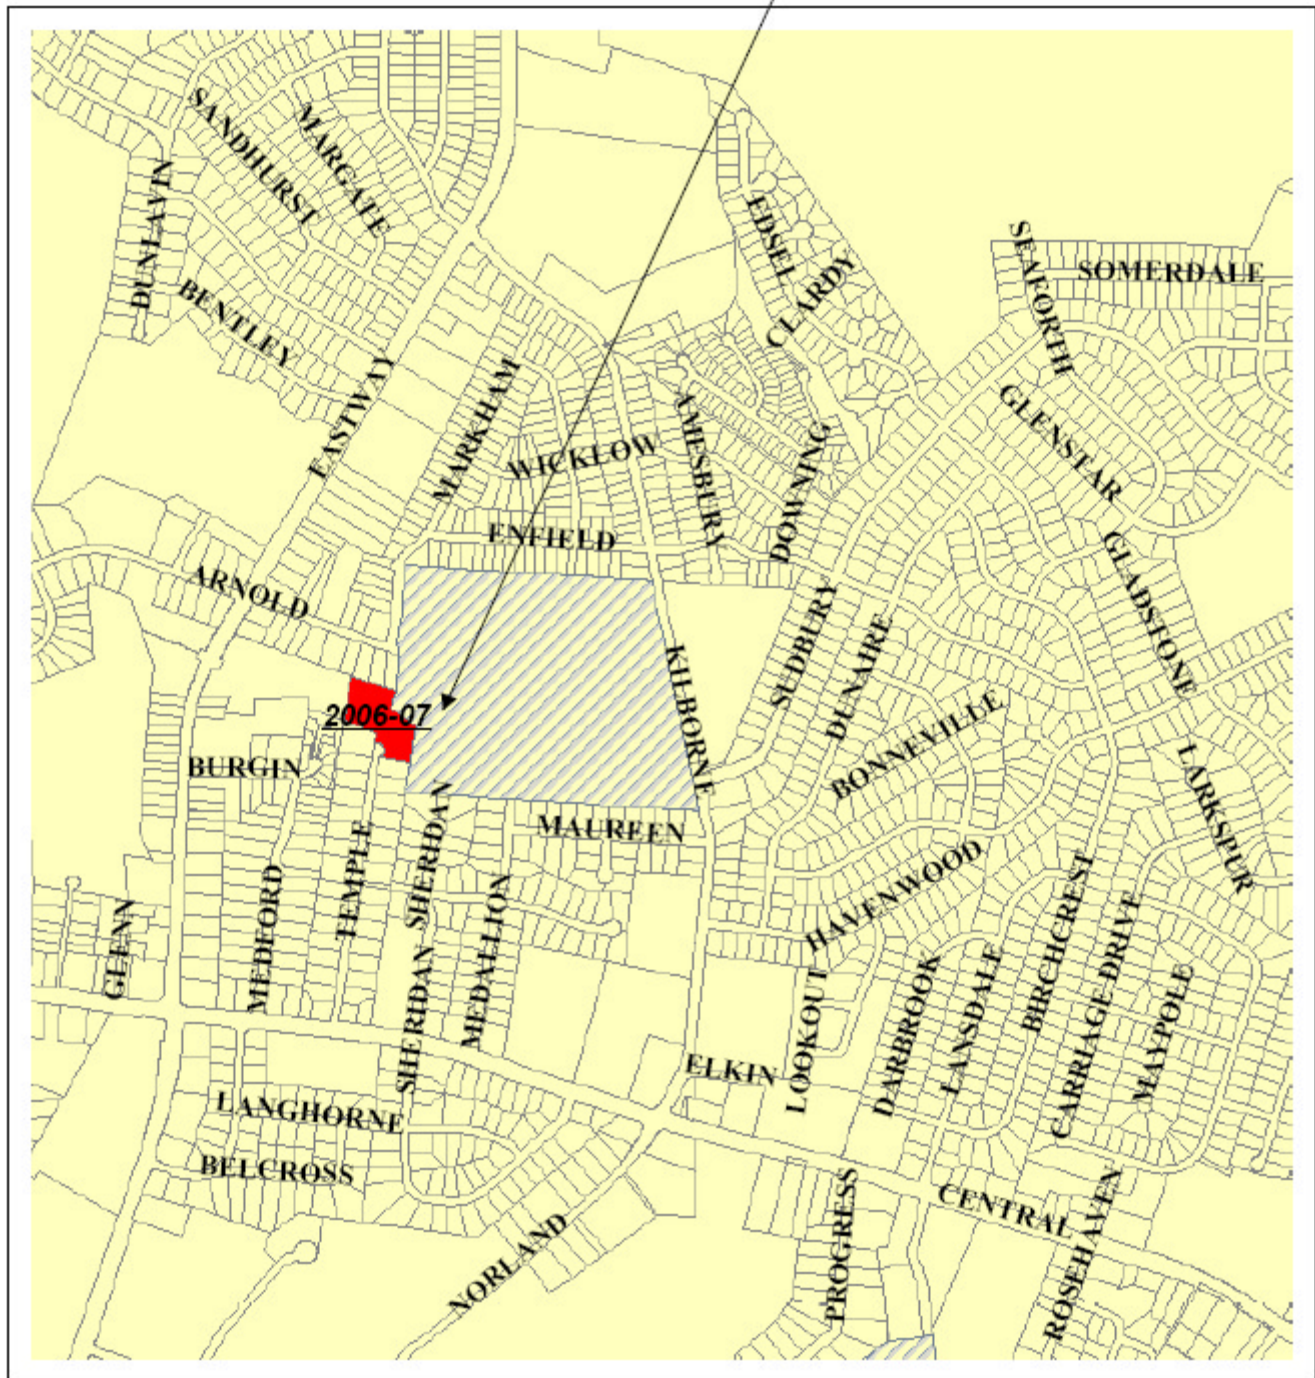 SANDHURST
MARGATE
DUNLAVIN
BENTLEY
EDSEL
CLARDY
SEAFORTH
SOMERDALE
EASTWAY
MARKHAM
WICKLOW
AMESBURY
DOWNING
GLENSTAR
ENFIELD
ARNOLD
GLADSTONE
SUDBURY
DUNAIRE
KILBORNE
BONNEVILLE
2006-07
BURGIN
LARKSPUR
MAUREEN
SHERIDAN
TEMPLE
MEDFORD
MEDALLION
HAVENWOOD
GLENN
BIRCHCREST
CARRIAGE DRIVE
SHERIDAN
LOOKOUT
DARBROOK
LANSDALE
MAYPOLE
ELKIN
LANGHORNE
BELCROSS
NORLAND
PROGRESS
CENTRAL
ROSEHAVEN